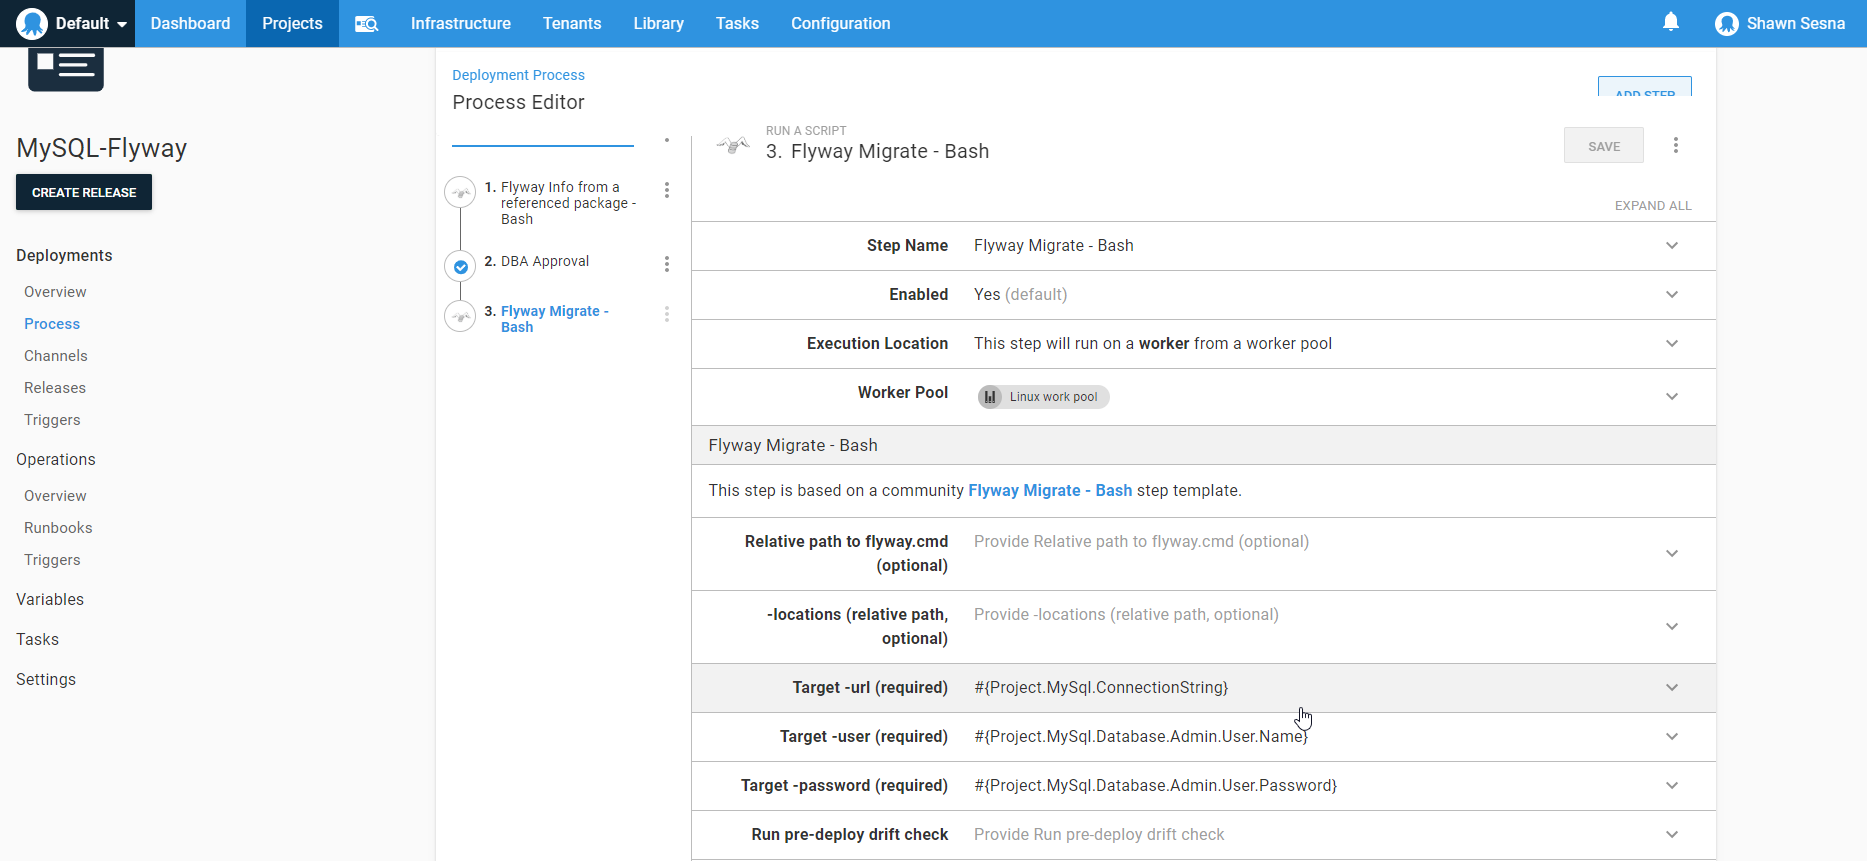 Default
Dashboard
Projects
Infrastructure
Tenants
Library
Tasks
Configuration
Shawn Sesna
MySQL-Flyway
CREATE RELEASE
Deployments
Overview
Process
Channels
Releases
Triggers
Operations
Overview
Runbooks
Triggers
Variables
Tasks
Settings
Deployment Process
Process Editor
ADD STEP
1. Flyway Info from a
referenced package -
Bash
2. DBA Approval
3. Flyway Migrate -
Bash
RUN A SCRIPT
3. Flyway Migrate - Bash
SAVE
EXPAND ALL
Step Name Flyway Migrate - Bash
Enabled Yes (default)
Execution Location This step will run on a worker from a worker pool
Worker Pool Linux work pool
Flyway Migrate - Bash
This step is based on a community Flyway Migrate - Bash step template.
Relative path to flyway.cmd Provide Relative path to flyway.cmd (optional)
(optional)
-locations (relative path, Provide -locations (relative path, optional)
optional)
Target -url (required) #{Project.MySql.ConnectionString}
Target -user (required) #{Project.MySql.Database.Admin.User.Name}
Target -password (required) #{Project.MySql.Database.Admin.User.Password}
Run pre-deploy drift check Provide Run pre-deploy drift check